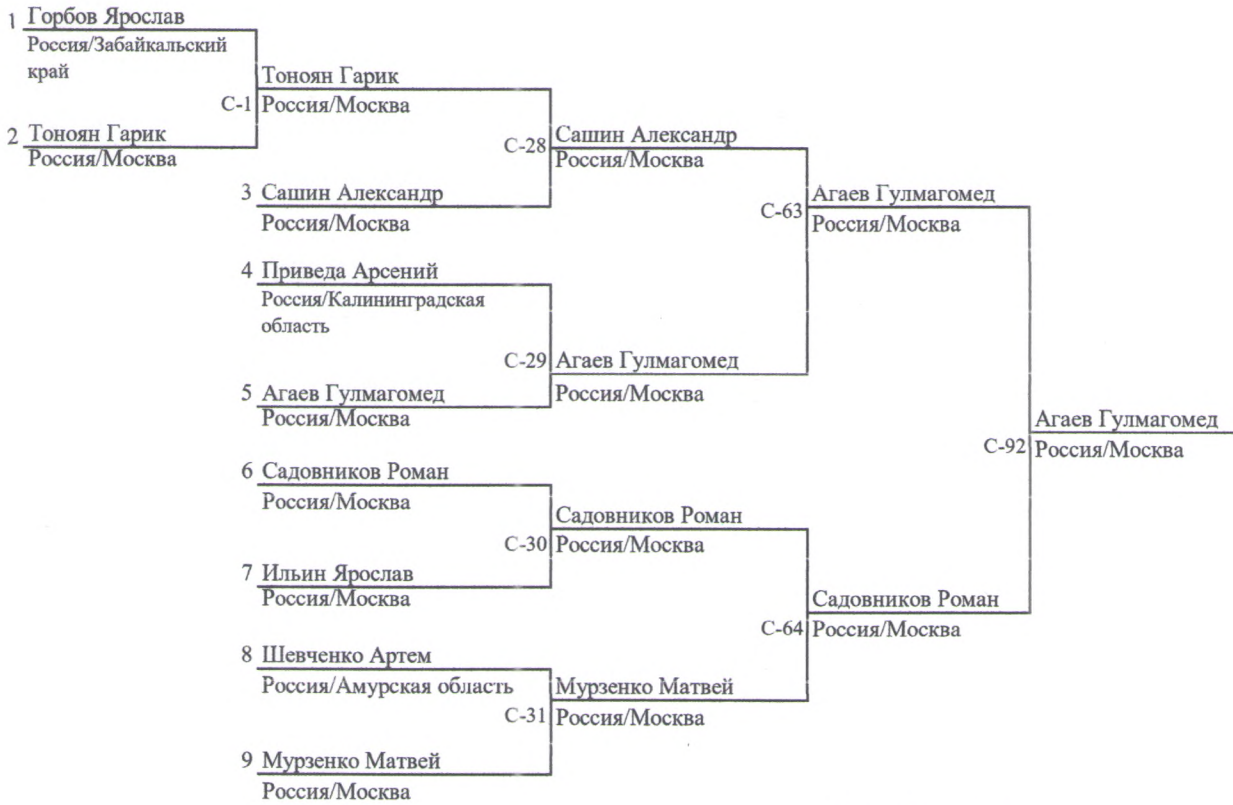 1 Горбов Ярослав
Россия/Забайкальский
край
Тоноян Гарик
С-1 Россия/Москва
2 Тоноян Гарик
Россия/Москва
Сашин Александр
С-28 Россия/Москва
3 Сашин Александр
Россия/Москва
Агаев Гулмагомед
С-63 Россия/Москва
4 Приведа Арсений
Россия/Калининградская
область
С-29 Агаев Гулмагомед
Россия/Москва
5 Агаев Гулмагомед
Россия/Москва
Агаев Гулмагомед
С-92 Россия/Москва
6 Садовников Роман
Россия/Москва
Садовников Роман
С-30 Россия/Москва
7 Ильин Ярослав
Россия/Москва
Садовников Роман
С-64 Россия/Москва
8 Шевченко Артем
Россия/Амурская область
Мурзенко Матвей
С-31 Россия/Москва
9 Мурзенко Матвей
Россия/Москва